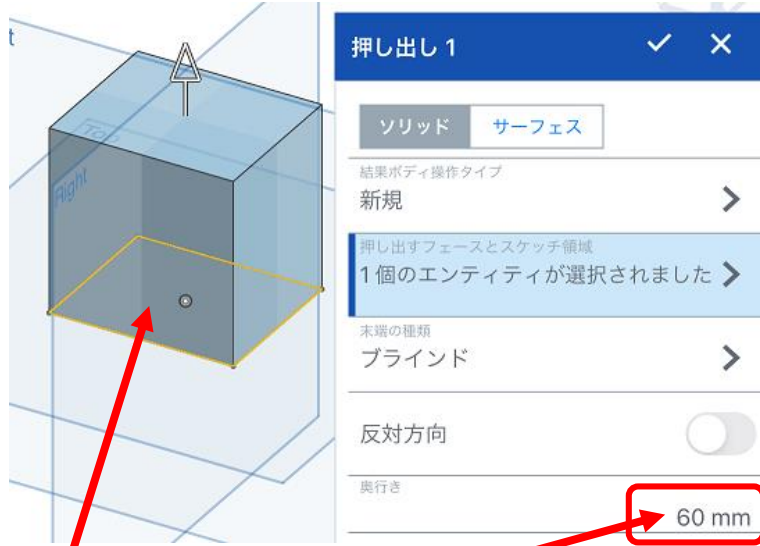 t
Top
Right
押し出し 1
ソリッド サーフェス
結果ボディ操作タイプ
新規
押し出すフェースとスケッチ領域
1個のエンティティが選択されました
末端の種類
ブラインド
反対方向
奥行き
60 mm